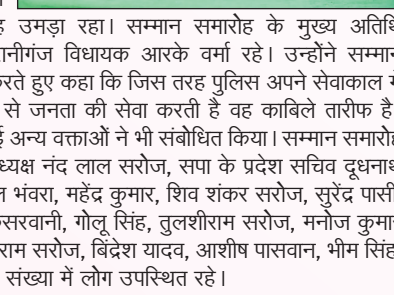 उमड़ा रहा। सम्मान समारोह के मुख्य अतिथि
रानीगंज विधायक आरके वर्मा रहे। उन्होंने सम्मान
करते हुए कहा कि जिस तरह पुलिस अपने सेवाकाल में
से जनता की सेवा करती है वह काबिले तारीफ है
अन्य वक्ताओं ने भी संबोधित किया। सम्मान समारोह
ध्यक्ष नंद लाल सरोज, सपा के प्रदेश सचिव दूधनाथ
भंवरा, महेंद्र कुमार, शिव शंकर सरोज, सुरेंद्र पासी
केसरवानी, गोलू सिंह, तुलशीराम सरोज, मनोज कुमार
राम सरोज, बिंद्रेश यादव, आशीष पासवान, भीम सिंह
संख्या में लोग उपस्थित रहे।